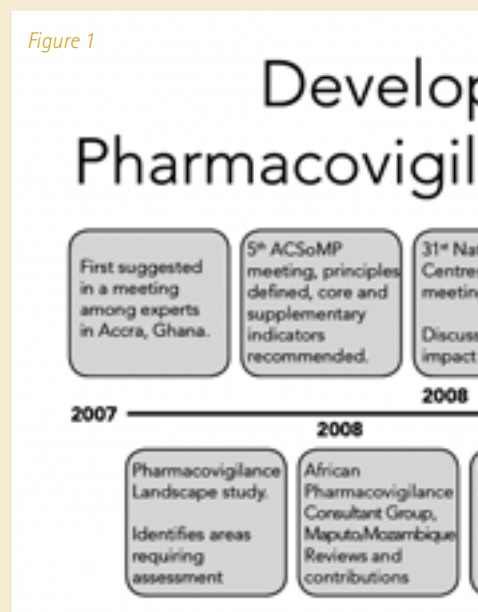 Figure 1
Develop
Pharmacovigil
First suggested
in a meeting
among experts
in Accra, Ghana.
5th ACSoMP
meeting, principles
defined, core and
supplementary
indicators
recommended.
31st Nat
Centres
meeting
Discuss
impact
2007
2008
2008
Pharmacovigilance
Landscape study.
Identifies areas
requiring
assessment
African
Pharmacovigilance
Consultant Group,
Maputo,Mozambique
Reviews and
contributions